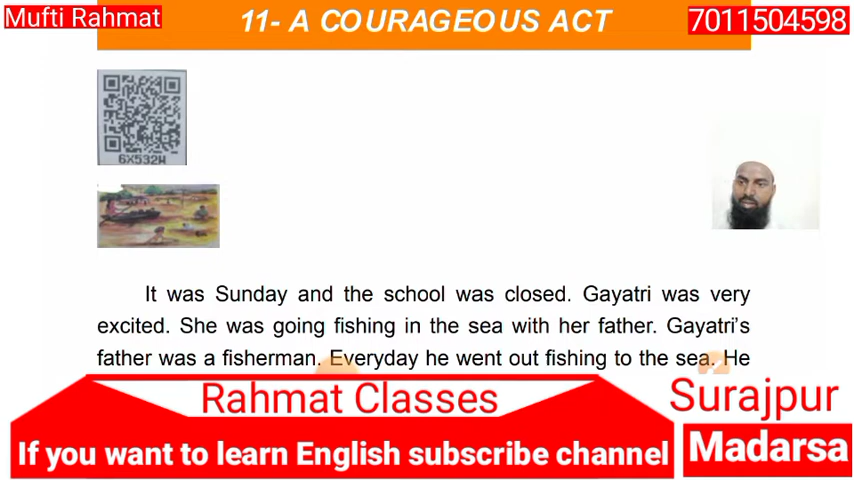 Mufti Rahmat
11- A COURAGEOUS ACT
7011504598
6X532W
It was Sunday and the school was closed. Gayatri was very
excited. She was going fishing in the sea with her father. Gayatri's
father was a fisherman. Everyday he went out fishing to the sea. He
Rahmat Classes
Surajpur
If you want to learn English subscribe channel
Madarsa